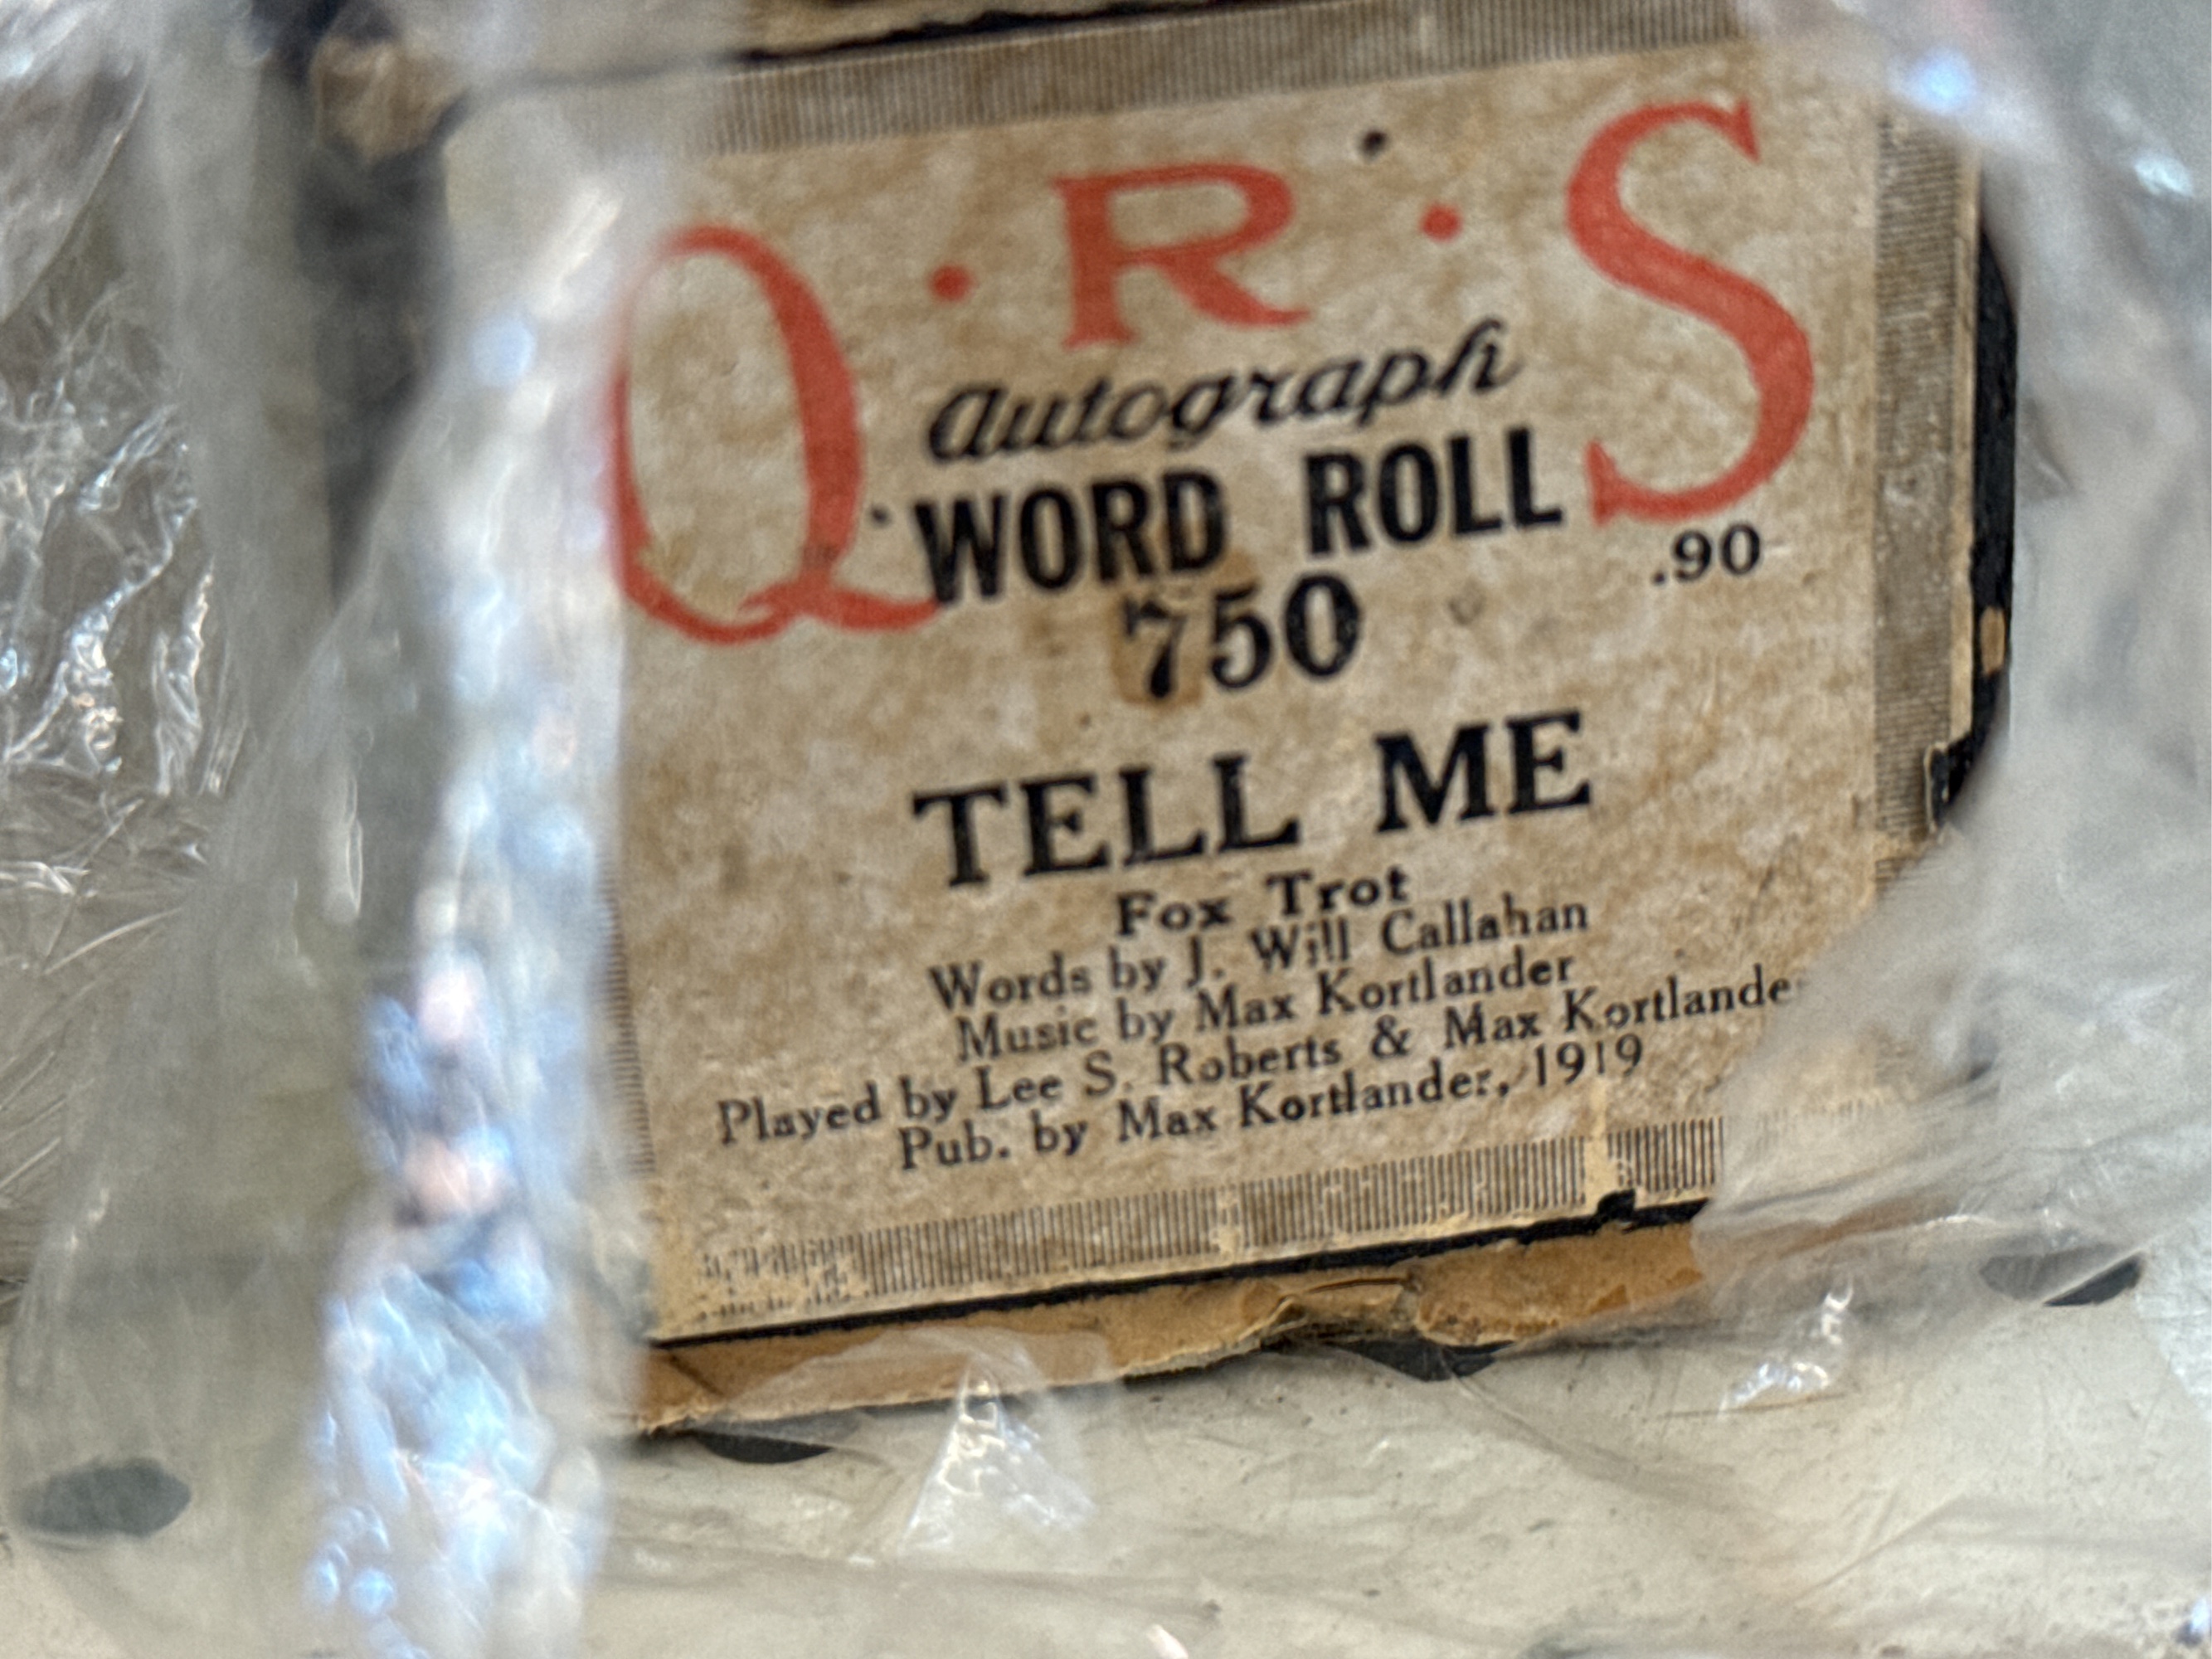 Q·R·S
Autograph
WORD ROLL
.90
750
TELL ME
Fox Trot
Words by J. Will Callahan
Music by Max Kortlander
Played by Lee S. Roberts & Max Kortlander
Pub. by Max Kortlander, 1919